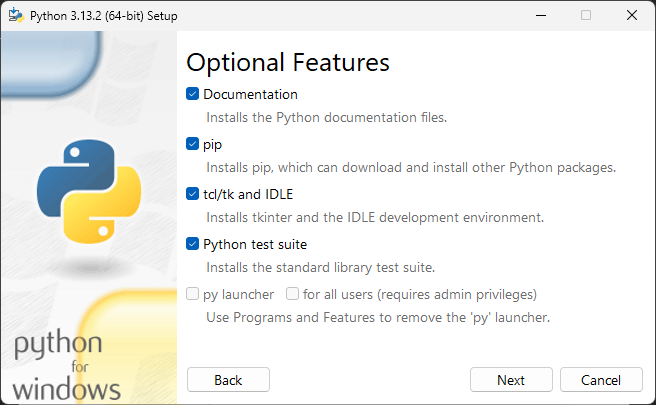 Python 3.13.2 (64-bit) Setup
Optional Features
Documentation
Installs the Python documentation files.
pip
Installs pip, which can download and install other Python packages.
tcl/tk and IDLE
Installs tkinter and the IDLE development environment.
Python test suite
Installs the standard library test suite.
py launcher for all users (requires admin privileges)
Use Programs and Features to remove the 'py' launcher.
python
for
windows
Back Next Cancel